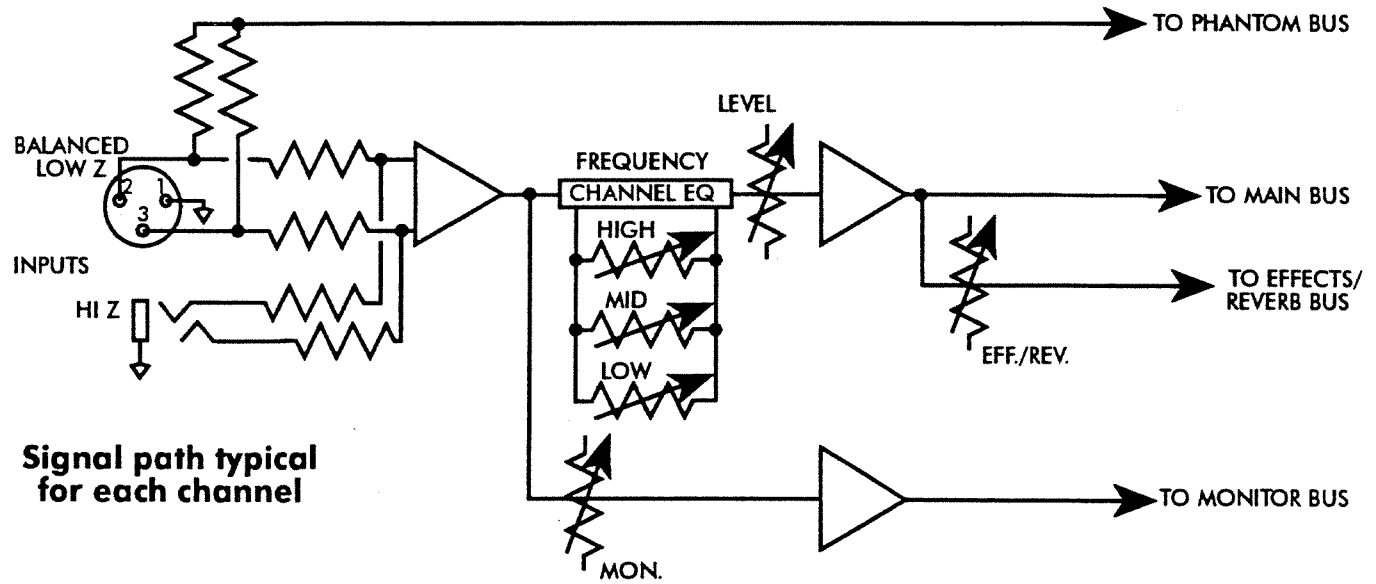 TO PHANTOM BUS
LEVEL
BALANCED
LOW Z
2
1
3
FREQUENCY
CHANNEL EQ
TO MAIN BUS
HIGH
INPUTS
TO EFFECTS/
REVERB BUS
HI Z
MID
EFF./REV.
LOW
Signal path typical
for each channel
TO MONITOR BUS
MON.